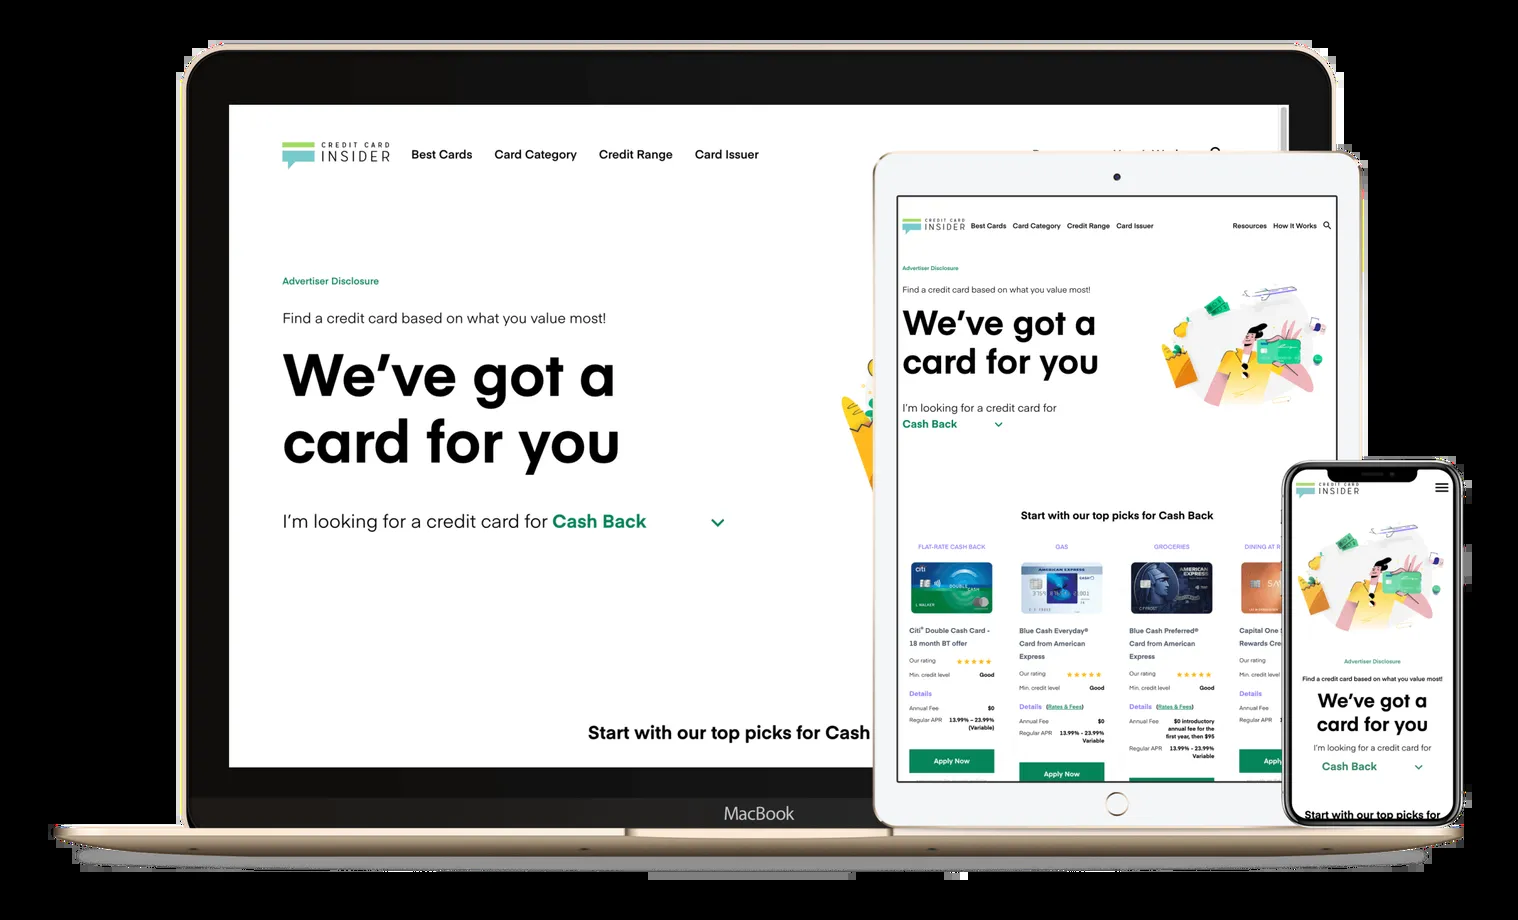 CREDIT CARD
INSIDER
Best Cards
Card Category
Credit Range
Card Issuer
Advertiser Disclosure
Find a credit card based on what you value most!
We've got a
card for you
I'm looking for a credit card for Cash Back
Start with our top picks for Cash
MacBook
CREDIT CARD
INSIDER
Best Cards
Card Category
Credit Range
Card Issuer
Resources
How It Works
Advertiser Disclosure
Find a credit card based on what you value most!
We've got a
card for you
I'm looking for a credit card for
Cash Back
Start with our top picks for Cash Back
FLAT-RATE CASH BACK
citi
DOUBLE
CASH
L WALKER
Citi® Double Cash Card -
18 month BT offer
Our rating
Min. credit level Good
Details
Annual Fee $0
Regular APR 13.99% - 23.99%
(Variable)
Apply Now
GAS
AMERICAN EXPRESS
Blue Cash Everyday®
Card from American
Express
Our rating
Min. credit level Good
Details (Rates & Fees)
Annual Fee $0
Regular APR 13.99% - 23.99%
Variable
Apply Now
GROCERIES
AMERICAN
EXPRESS
Blue Cash Preferred®
Card from American
Express
Our rating
Min. credit level Good
Details (Rates & Fees)
Annual Fee $0 introductory
annual fee for the
first year, then $95
Regular APR 13.99% - 23.99%
Variable
DINING AT
Capital One
Rewards
Our rating
Min. credit level
Details
Annual Fee
Regular APR
CREDIT CARD
INSIDER
Advertiser Disclosure
Find a credit card based on what you value most!
We've got a
card for you
I'm looking for a credit card for
Cash Back
Start with our top picks for